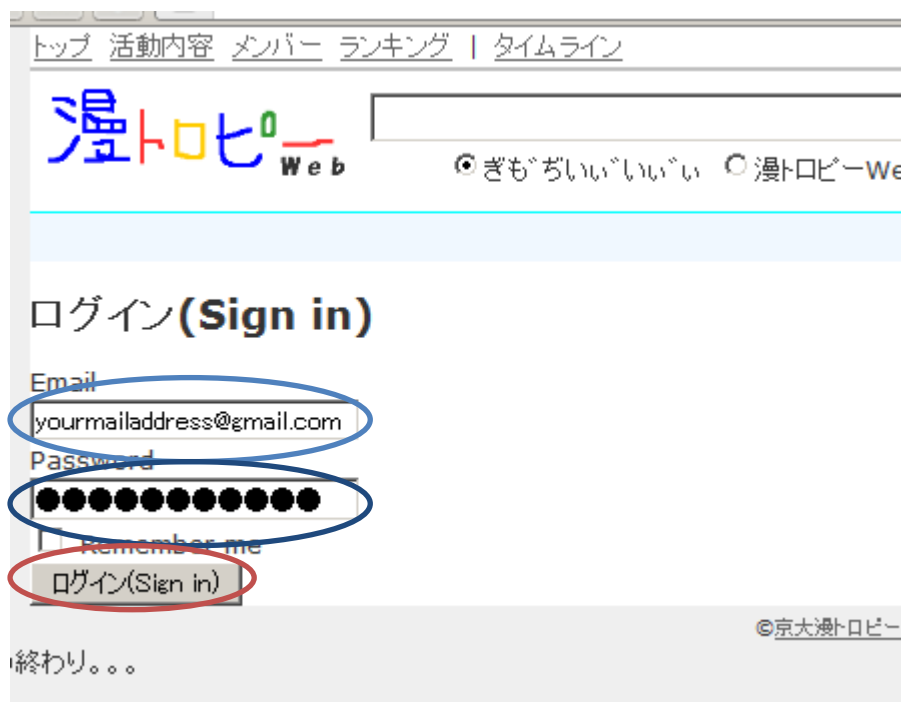 トップ 活動内容 メンバー ランキング | タイムライン
漫トロピー Web
ぎも゛ぢいい゛いい゛い 漫トロピーWe
ログイン(Sign in)
Email
yourmailaddress@gmail.com
Password
●●●●●●●●●●●
Remember me
ログイン(Sign in)
©京大漫トロピー
終わり。。。